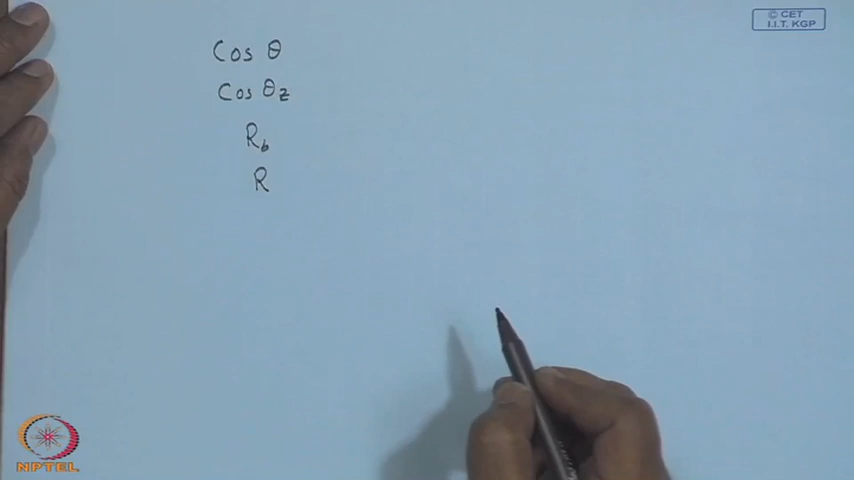 © CET
I.I.T. KGP
Cos θ
Cos θz
Rb
R
NPTEL